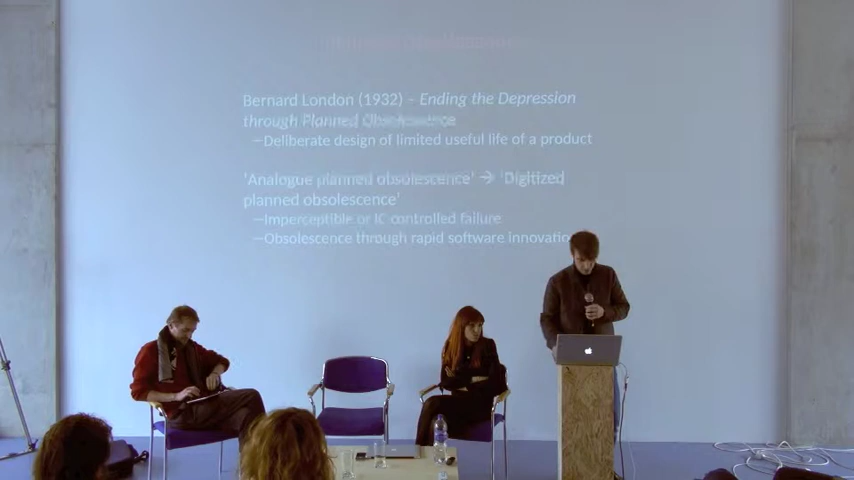 Bernard London (1932) – Ending the Depression
through Planned Obsolescence
–Deliberate design of limited useful life of a product
'Analogue planned obsolescence' → 'Digitized
planned obsolescence'
–Imperceptible or IC controlled failure
–Obsolescence through rapid software innovation